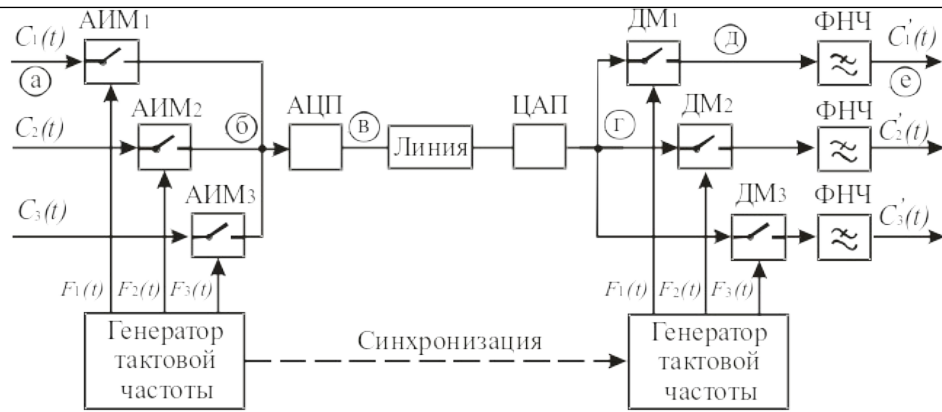 АИМ1
ДМ1
ФНЧ
C1(t)
C'1(t)
а
д
е
АИМ2
ДМ2
ФНЧ
C2(t)
б
АЦП
в
Линия
ЦАП
г
C'2(t)
АИМ3
ДМ3
ФНЧ
C3(t)
C'3(t)
F1(t) F2(t) F3(t)
F1(t) F2(t) F3(t)
Генератор
тактовой
частоты
Синхронизация
Генератор
тактовой
частоты